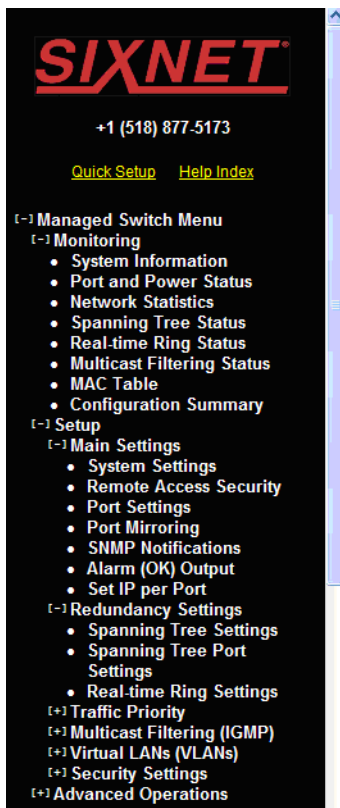 SIXNET®
+1 (518) 877-5173
Quick Setup Help Index
[-] Managed Switch Menu
[-] Monitoring
• System Information
• Port and Power Status
• Network Statistics
• Spanning Tree Status
• Real-time Ring Status
• Multicast Filtering Status
• MAC Table
• Configuration Summary
[-] Setup
[-] Main Settings
• System Settings
• Remote Access Security
• Port Settings
• Port Mirroring
• SNMP Notifications
• Alarm (OK) Output
• Set IP per Port
[-] Redundancy Settings
• Spanning Tree Settings
• Spanning Tree Port
Settings
• Real-time Ring Settings
[+] Traffic Priority
[+] Multicast Filtering (IGMP)
[+] Virtual LANs (VLANs)
[+] Security Settings
[+] Advanced Operations